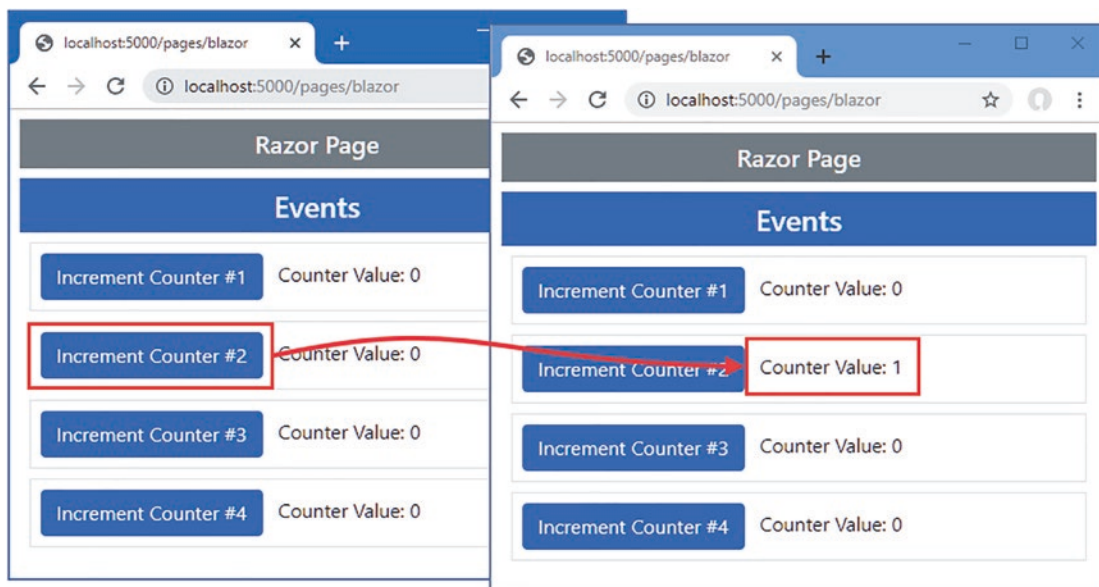 localhost:5000/pages/blazor
localhost:5000/pages/blazor
Razor Page
Events
Increment Counter #1 Counter Value: 0
Increment Counter #2 Counter Value: 0
Increment Counter #3 Counter Value: 0
Increment Counter #4 Counter Value: 0
localhost:5000/pages/blazor
localhost:5000/pages/blazor
Razor Page
Events
Increment Counter #1 Counter Value: 0
Increment Counter #2 Counter Value: 1
Increment Counter #3 Counter Value: 0
Increment Counter #4 Counter Value: 0